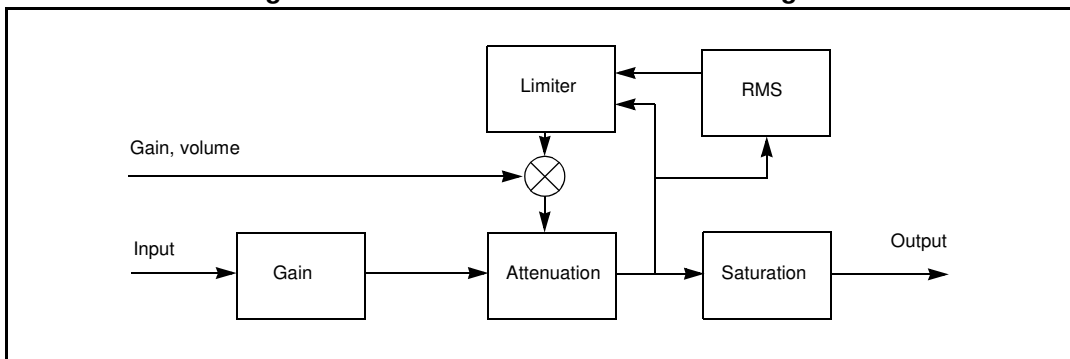 Limiter
RMS
Gain, volume
Input
Output
Gain
Attenuation
Saturation